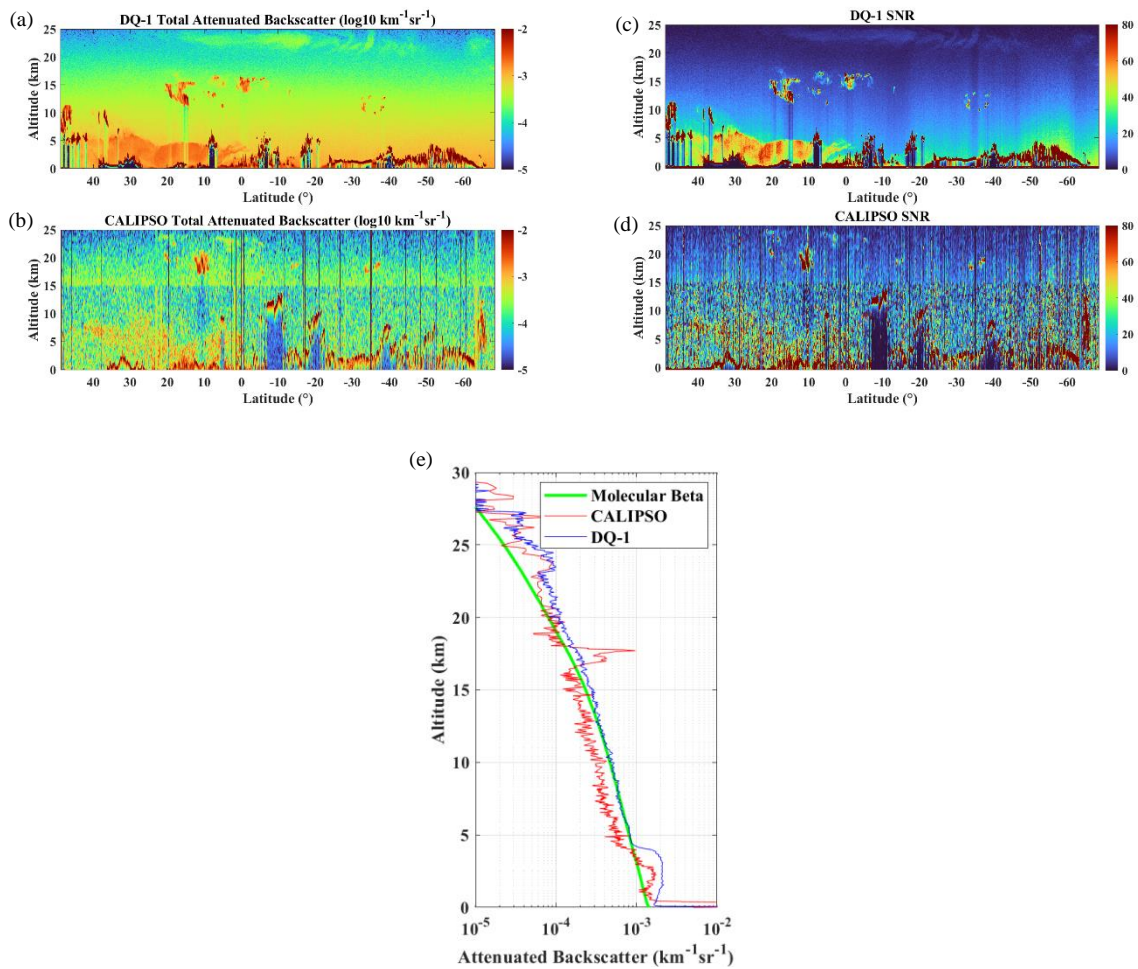 (a)
DQ-1 Total Attenuated Backscatter (log10 km⁻¹sr⁻¹)
25
20
15
10
5
0
Altitude (km)
40 30 20 10 0 -10 -20 -30 -40 -50 -60
Latitude (°)
-2
-3
-4
-5
(c)
DQ-1 SNR
25
20
15
10
5
0
Altitude (km)
40 30 20 10 0 -10 -20 -30 -40 -50 -60
Latitude (°)
80
60
40
20
0
(b)
CALIPSO Total Attenuated Backscatter (log10 km⁻¹sr⁻¹)
25
20
15
10
5
0
Altitude (km)
40 30 20 10 0 -10 -20 -30 -40 -50 -60
Latitude (°)
-2
-3
-4
-5
(d)
CALIPSO SNR
25
20
15
10
5
0
Altitude (km)
40 30 20 10 0 -10 -20 -30 -40 -50 -60
Latitude (°)
80
60
40
20
0
(e)
30
25
20
15
10
5
0
Altitude (km)
Molecular Beta
CALIPSO
DQ-1
10⁻⁵ 10⁻⁴ 10⁻³ 10⁻²
Attenuated Backscatter (km⁻¹sr⁻¹)